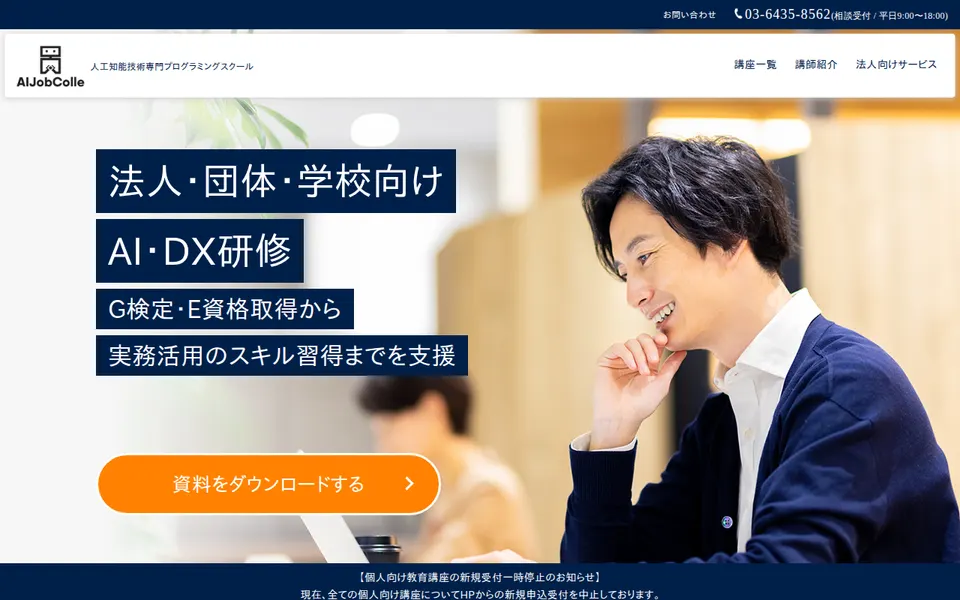 お問い合わせ 03-6435-8562(相談受付 / 平日9:00〜18:00)
AIJobColle
人工知能技術専門プログラミングスクール
講座一覧 講師紹介 法人向けサービス
法人・団体・学校向け
AI・DX研修
G検定・E資格取得から
実務活用のスキル習得までを支援
資料をダウンロードする
【個人向け教育講座の新規受付一時停止のお知らせ】
現在、全ての個人向け講座についてHPからの新規申込受付を中止しております。